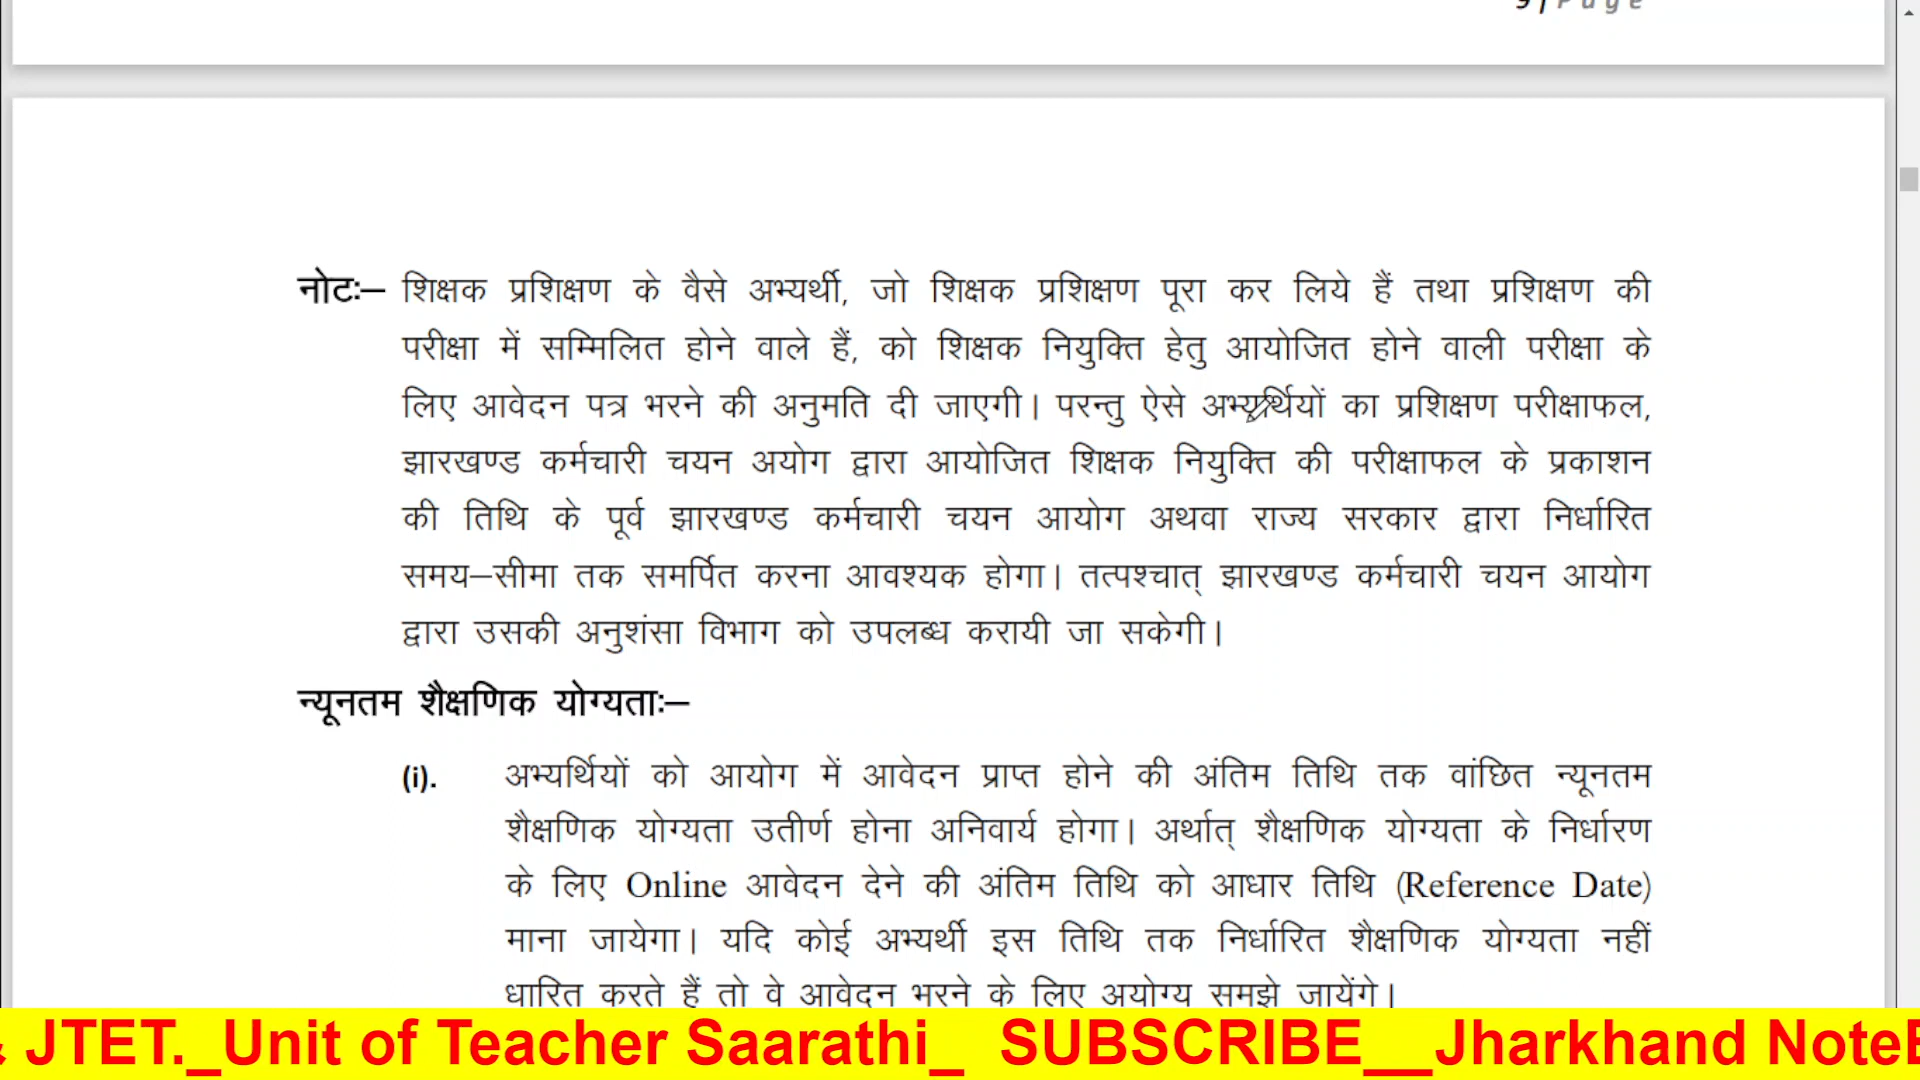 9 | Page
नोटः– शिक्षक प्रशिक्षण के वैसे अभ्यर्थी, जो शिक्षक प्रशिक्षण पूरा कर लिये हैं तथा प्रशिक्षण की
परीक्षा में सम्मिलित होने वाले हैं, को शिक्षक नियुक्ति हेतु आयोजित होने वाली परीक्षा के
लिए आवेदन पत्र भरने की अनुमति दी जाएगी। परन्तु ऐसे अभ्यर्थियों का प्रशिक्षण परीक्षाफल,
झारखण्ड कर्मचारी चयन अयोग द्वारा आयोजित शिक्षक नियुक्ति की परीक्षाफल के प्रकाशन
की तिथि के पूर्व झारखण्ड कर्मचारी चयन आयोग अथवा राज्य सरकार द्वारा निर्धारित
समय–सीमा तक समर्पित करना आवश्यक होगा। तत्पश्चात् झारखण्ड कर्मचारी चयन आयोग
द्वारा उसकी अनुशंसा विभाग को उपलब्ध करायी जा सकेगी।
न्यूनतम शैक्षणिक योग्यताः–
(i). अभ्यर्थियों को आयोग में आवेदन प्राप्त होने की अंतिम तिथि तक वांछित न्यूनतम
शैक्षणिक योग्यता उतीर्ण होना अनिवार्य होगा। अर्थात् शैक्षणिक योग्यता के निर्धारण
के लिए Online आवेदन देने की अंतिम तिथि को आधार तिथि (Reference Date)
माना जायेगा। यदि कोई अभ्यर्थी इस तिथि तक निर्धारित शैक्षणिक योग्यता नहीं
धारित करते हैं तो वे आवेदन भरने के लिए अयोग्य समझे जायेंगे।
& JTET._Unit of Teacher Saarathi_ SUBSCRIBE__Jharkhand Note